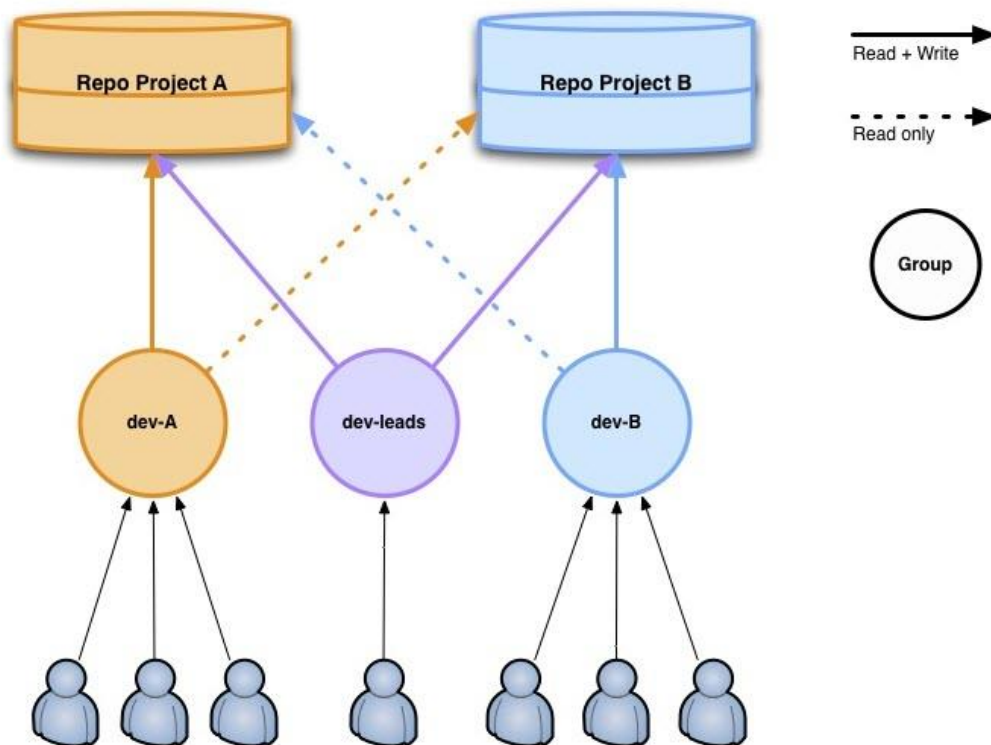 Repo Project A
Repo Project B
Read + Write
Read only
Group
dev-A
dev-leads
dev-B